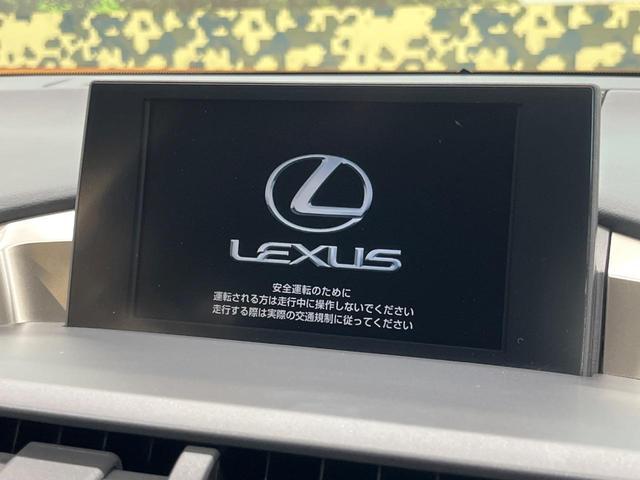 LEXUS
安全運転のために
運転される方は走行中に操作しないでください
走行する際は実際の交通規制に従ってください